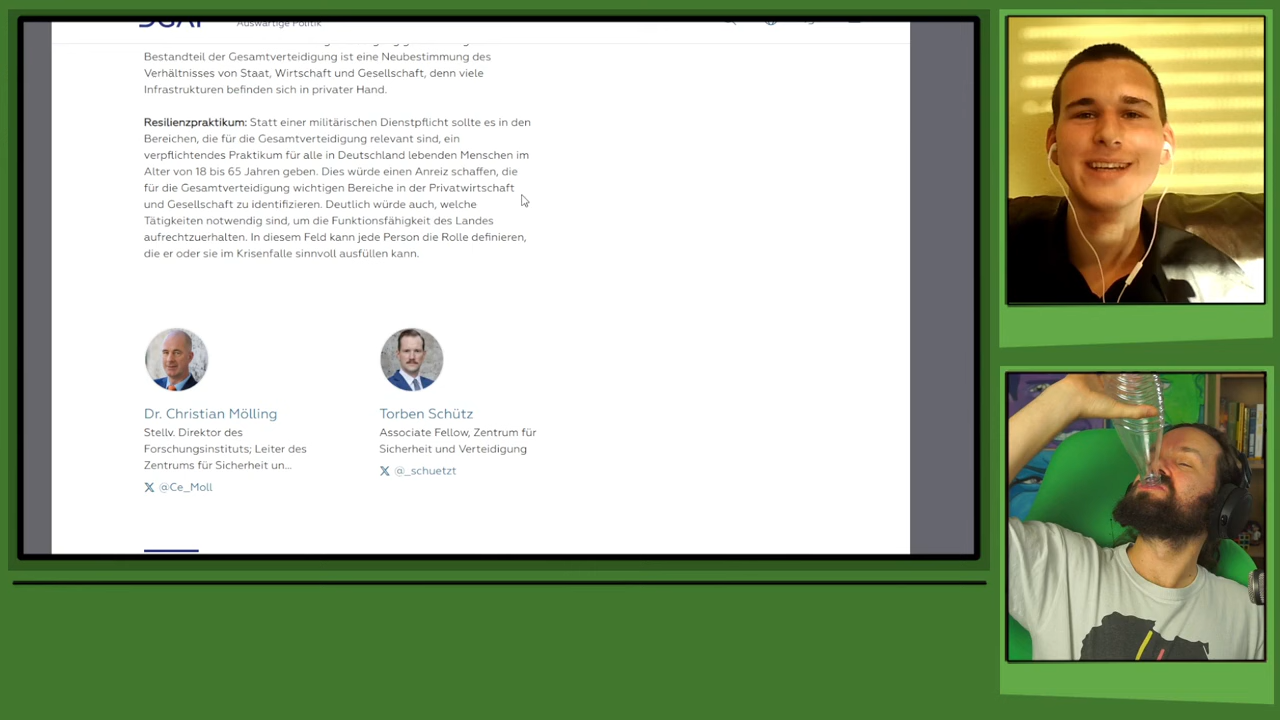 Auswärtige Politik
Bestandteil der Gesamtverteidigung ist eine Neubestimmung des
Verhältnisses von Staat, Wirtschaft und Gesellschaft, denn viele
Infrastrukturen befinden sich in privater Hand.
Resilienzpraktikum: Statt einer militärischen Dienstpflicht sollte es in den
Bereichen, die für die Gesamtverteidigung relevant sind, ein
verpflichtendes Praktikum für alle in Deutschland lebenden Menschen im
Alter von 18 bis 65 Jahren geben. Dies würde einen Anreiz schaffen, die
für die Gesamtverteidigung wichtigen Bereiche in der Privatwirtschaft
und Gesellschaft zu identifizieren. Deutlich würde auch, welche
Tätigkeiten notwendig sind, um die Funktionsfähigkeit des Landes
aufrechtzuerhalten. In diesem Feld kann jede Person die Rolle definieren,
die er oder sie im Krisenfalle sinnvoll ausfüllen kann.
Dr. Christian Mölling
Stellv. Direktor des
Forschungsinstituts; Leiter des
Zentrums für Sicherheit un...
@Ce_Moll
Torben Schütz
Associate Fellow, Zentrum für
Sicherheit und Verteidigung
@_schuetzt